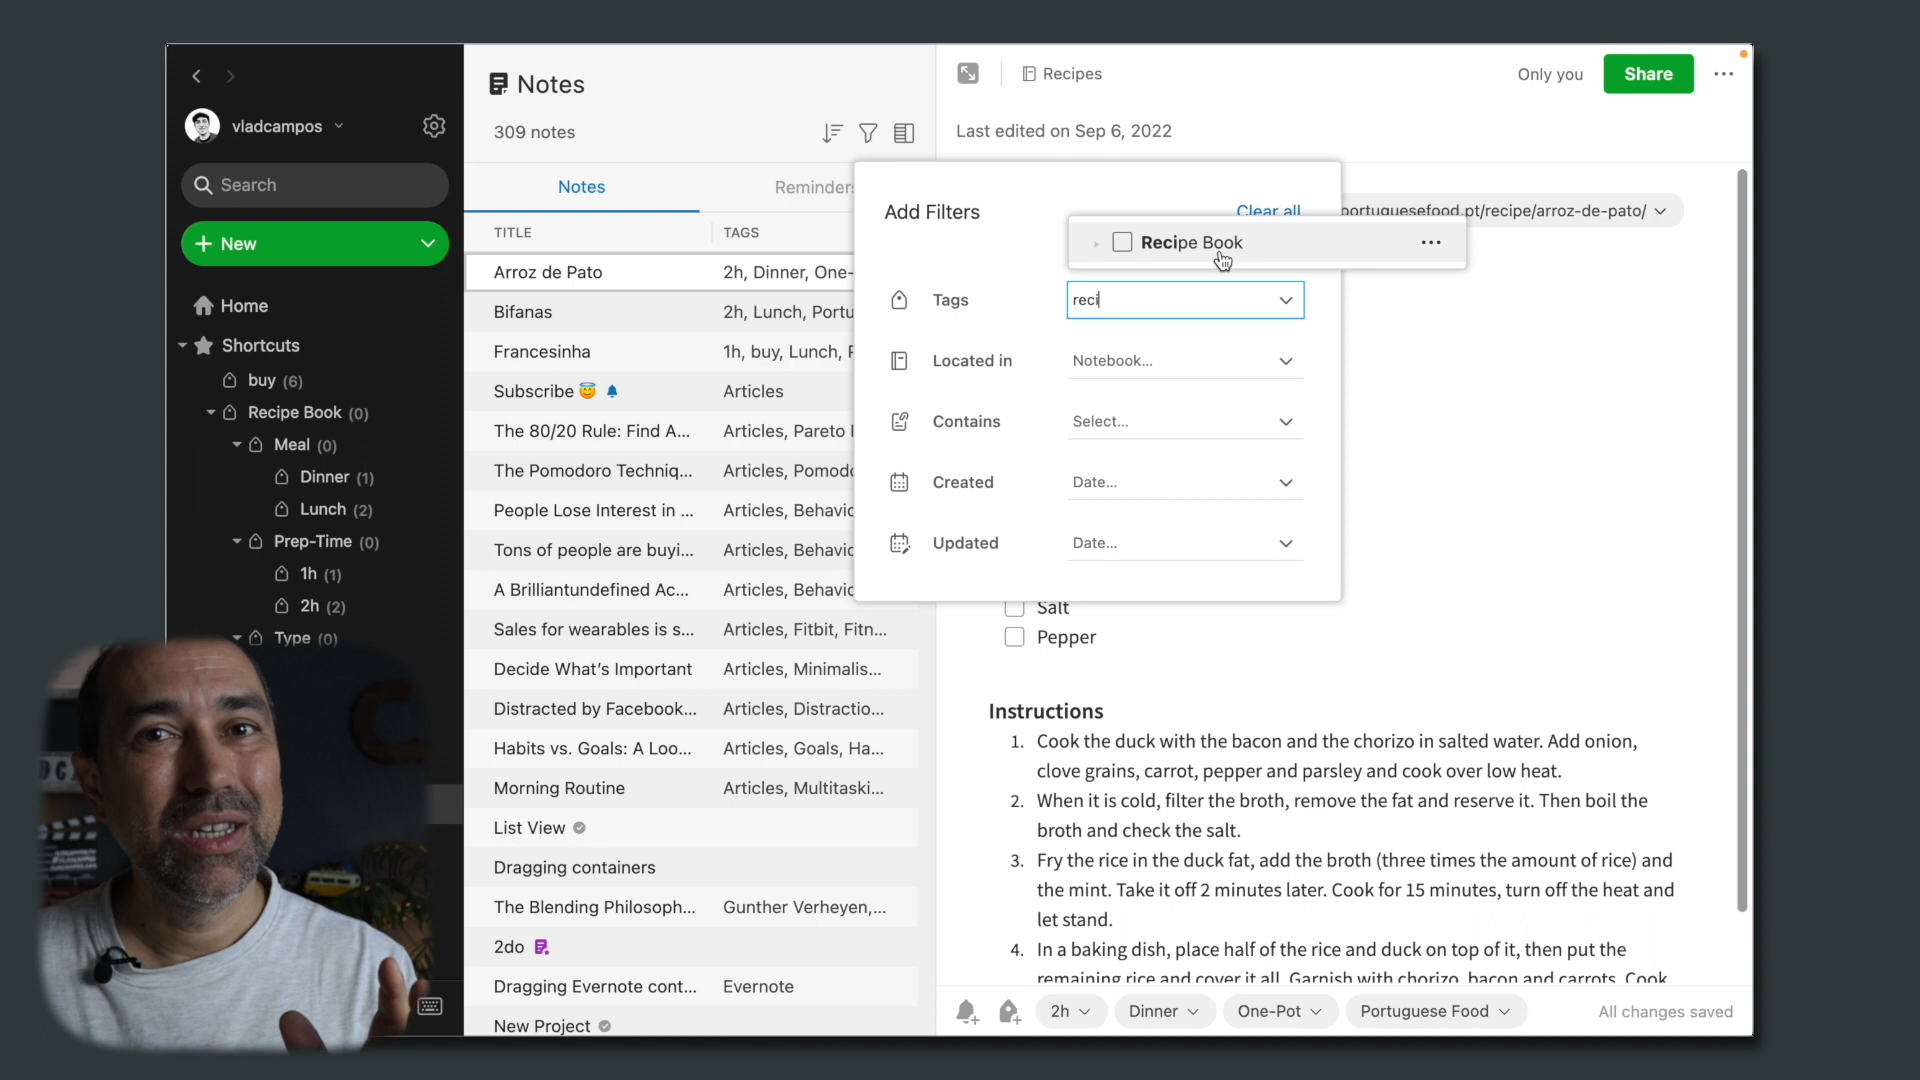 vladcampos
Search
New
Home
Shortcuts
buy (6)
Recipe Book (0)
Meal (0)
Dinner (1)
Lunch (2)
Prep-Time (0)
1h (1)
2h (2)
Type (0)
Notes
309 notes
Notes
Reminder
TITLE
TAGS
Arroz de Pato
2h, Dinner, One-
Bifanas
2h, Lunch, Portu
Francesinha
1h, buy, Lunch,
Subscribe 😇
Articles
The 80/20 Rule: Find A...
Articles, Pareto
The Pomodoro Techniq...
Articles, Pomodo
People Lose Interest in ...
Articles, Behavio
Tons of people are buyi...
Articles, Behavio
A Brilliantundefined Ac...
Articles, Behavio
Sales for wearables is s...
Articles, Fitbit, Fitn...
Decide What's Important
Articles, Minimalis...
Distracted by Facebook...
Articles, Distractio...
Habits vs. Goals: A Loo...
Articles, Goals, Ha...
Morning Routine
Articles, Multitaski...
List View
Dragging containers
The Blending Philosoph...
Gunther Verheyen,...
2do
Dragging Evernote cont...
Evernote
New Project
Recipes
Only you
Share
Last edited on Sep 6, 2022
portuguesefood.pt/recipe/arroz-de-pato/
Add Filters
Clear all
Recipe Book
Tags
reci
Located in
Notebook...
Contains
Select...
Created
Date...
Updated
Date...
Salt
Pepper
Instructions
1. Cook the duck with the bacon and the chorizo in salted water. Add onion,
clove grains, carrot, pepper and parsley and cook over low heat.
2. When it is cold, filter the broth, remove the fat and reserve it. Then boil the
broth and check the salt.
3. Fry the rice in the duck fat, add the broth (three times the amount of rice) and
the mint. Take it off 2 minutes later. Cook for 15 minutes, turn off the heat and
let stand.
4. In a baking dish, place half of the rice and duck on top of it, then put the
remaining rice and cover it all. Garnish with chorizo, bacon and carrots. Cook
2h
Dinner
One-Pot
Portuguese Food
All changes saved